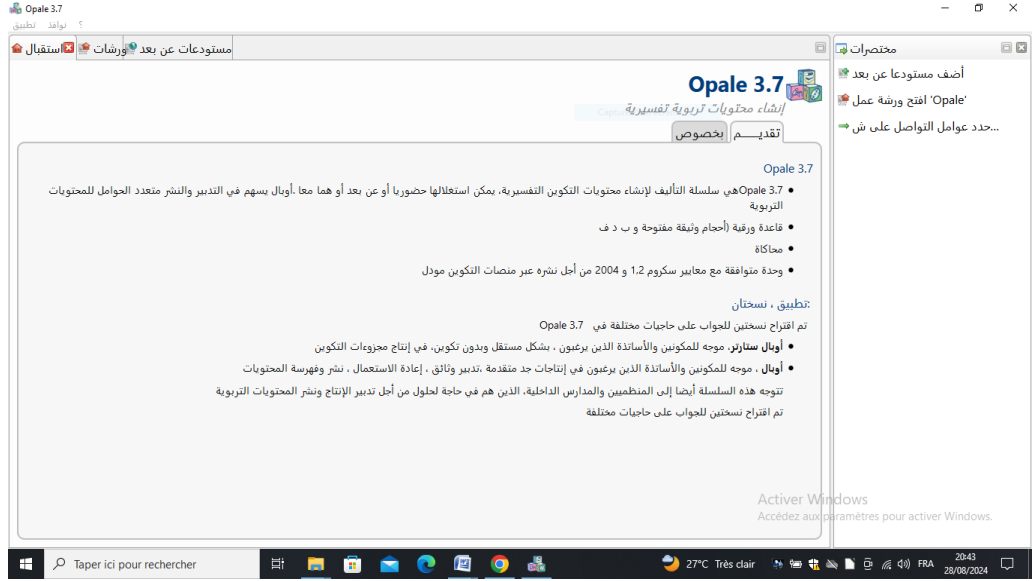 Opale 3.7
تطبيق نوافذ ؟
استقبال ورشات مستودعات عن بعد
مختصرات
أضف مستودعا عن بعد
افتح ورشة عمل 'Opale'
حدد عوامل التواصل على ش...
Opale 3.7
إنشاء محتويات تربوية تفسيرية
تقديـــــم بخصوص
Opale 3.7
Opale 3.7هي سلسلة التأليف لإنشاء محتويات التكوين التفسيرية، يمكن استغلالها حضوريا أو عن بعد أو هما معا .أوبال يسهم في التدبير والنشر متعدد الحوامل للمحتويات
التربوية
قاعدة ورقية (أحجام وثيقة مفتوحة و ب د ف
محاكاة
وحدة متوافقة مع معايير سكروم 1,2 و 2004 من أجل نشره عبر منصات التكوين مودل
تطبيق ، نسختان:
تم اقتراح نسختين للجواب على حاجيات مختلفة في Opale 3.7
أوبال ستارتر، موجه للمكونين والأساتذة الذين يرغبون ، بشكل مستقل وبدون تكوين، في إنتاج مجزوءات التكوين
أوبال ، موجه للمكونين والأساتذة الذين يرغبون في إنتاجات جد متقدمة ،تدبير وثائق ، إعادة الاستعمال ، نشر وفهرسة المحتويات
تتوجه هذه السلسلة أيضا إلى المنظميين والمدارس الداخلية، الذين هم في حاجة لحلول من أجل تدبير الإنتاج ونشر المحتويات التربوية
تم اقتراح نسختين للجواب على حاجيات مختلفة
Activer Windows
Accédez aux paramètres pour activer Windows.
Taper ici pour rechercher
27°C Très clair
FRA
20:43
28/08/2024